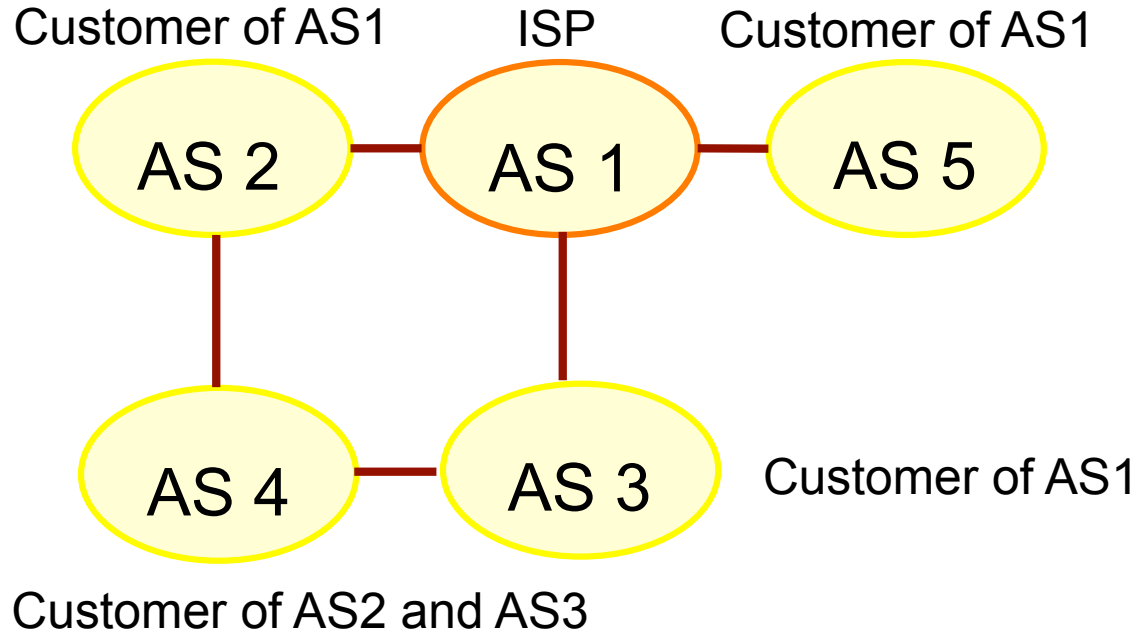 Customer of AS1
ISP
Customer of AS1
AS 2
AS 1
AS 5
AS 4
AS 3
Customer of AS1
Customer of AS2 and AS3